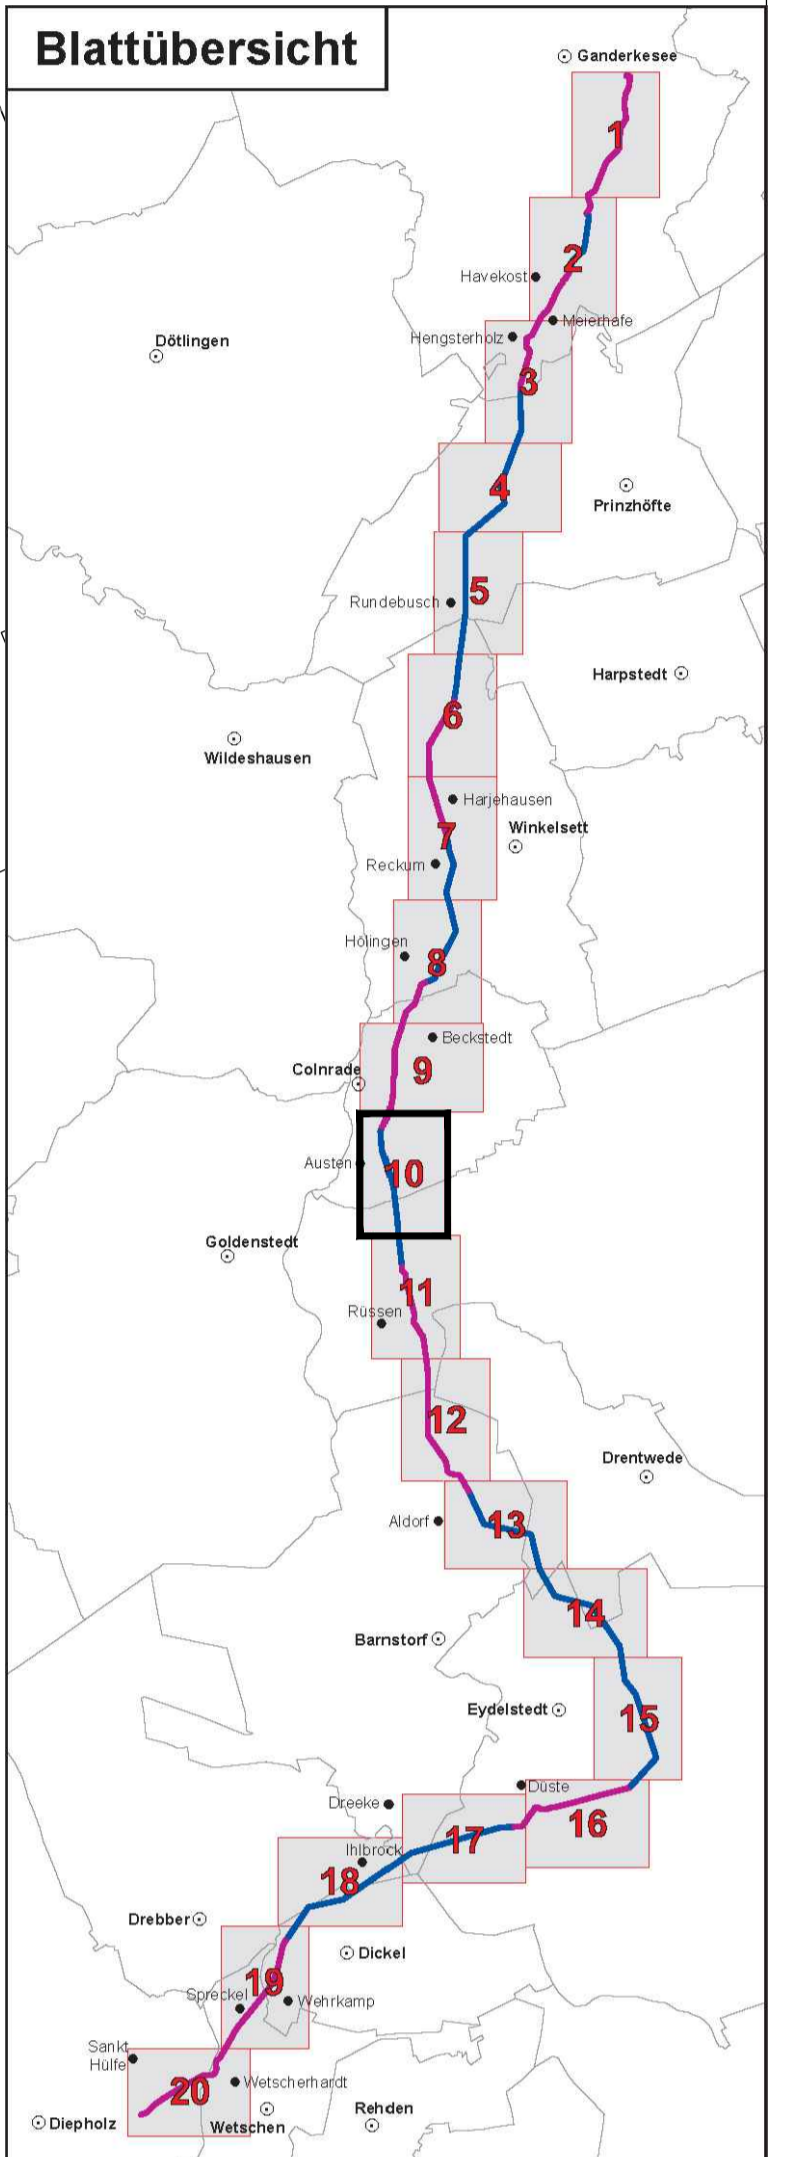 Blattübersicht
Ganderkesee
1
2
Havekost
Meierhafe
Hengsterholz
Dötlingen
3
4
Prinzhöfte
5
Rundebusch
Harpstedt
6
Wildeshausen
Harjehausen
Winkelsett
7
Reckum
Hölingen
8
Beckstedt
Colnrade
9
Austen
10
Goldenstedt
11
Rüssen
12
Drentwede
Aldorf
13
14
Barnstorf
Eydelstedt
15
Düste
Dreeke
16
17
Ihlbrock
18
Drebber
Dickel
19
Spreckel
Wehrkamp
Sankt
Hülfe
20
Wetscherhardt
Rehden
Diepholz
Wetschen